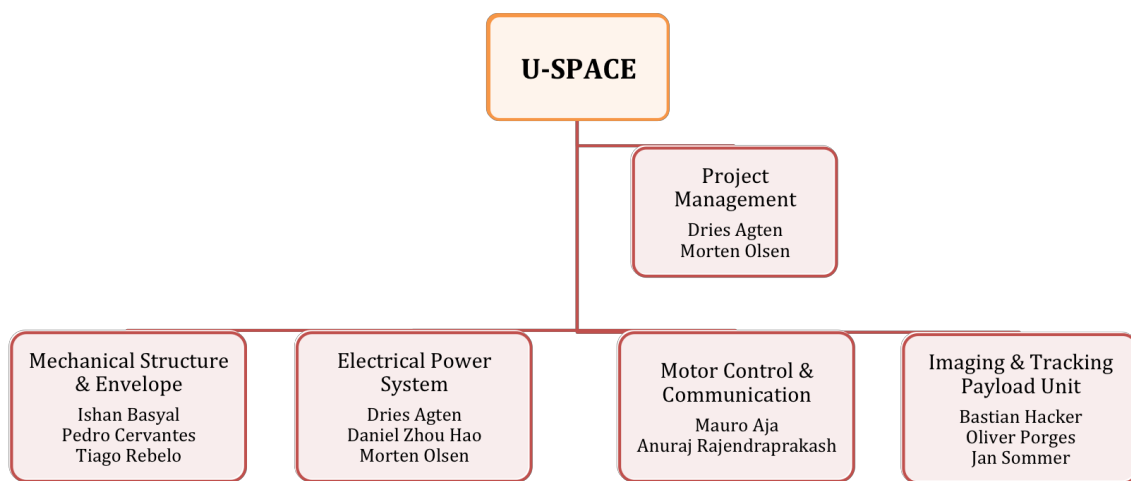 U-SPACE
Project
Management
Dries Agten
Morten Olsen
Mechanical Structure
& Envelope
Ishan Basyal
Pedro Cervantes
Tiago Rebelo
Electrical Power
System
Dries Agten
Daniel Zhou Hao
Morten Olsen
Motor Control &
Communication
Mauro Aja
Anuraj Rajendraprakash
Imaging & Tracking
Payload Unit
Bastian Hacker
Oliver Porges
Jan Sommer